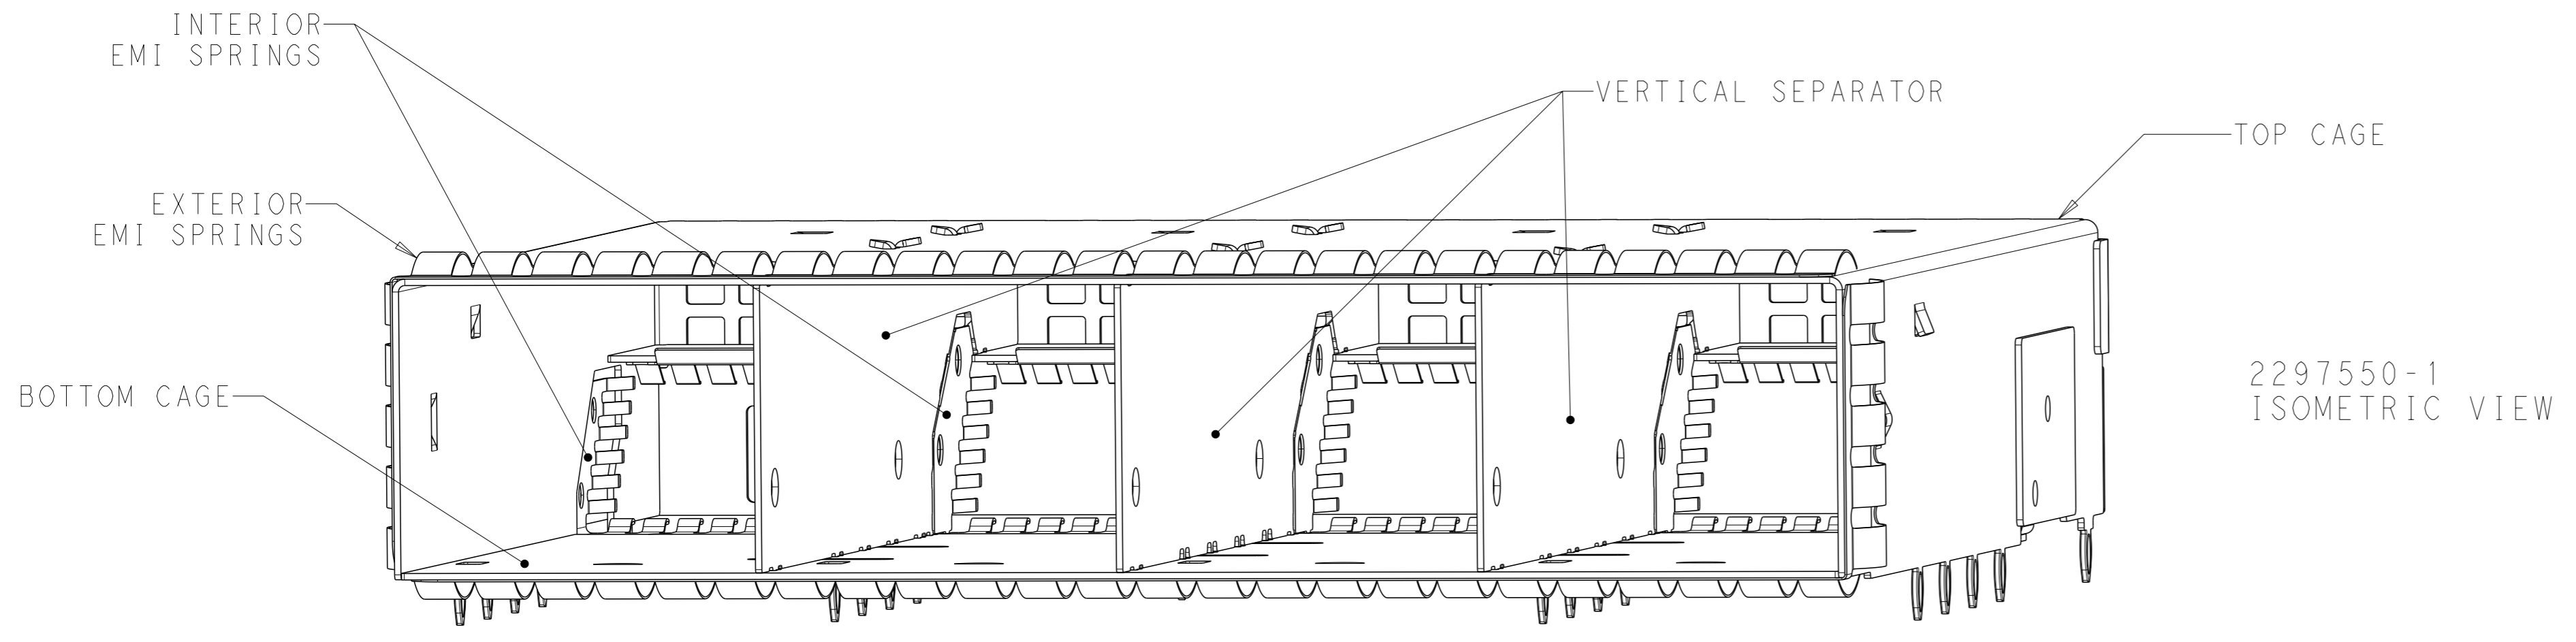 INTERIOR
EMI SPRINGS
VERTICAL SEPARATOR
TOP CAGE
EXTERIOR
EMI SPRINGS
BOTTOM CAGE
2297550-1
ISOMETRIC VIEW